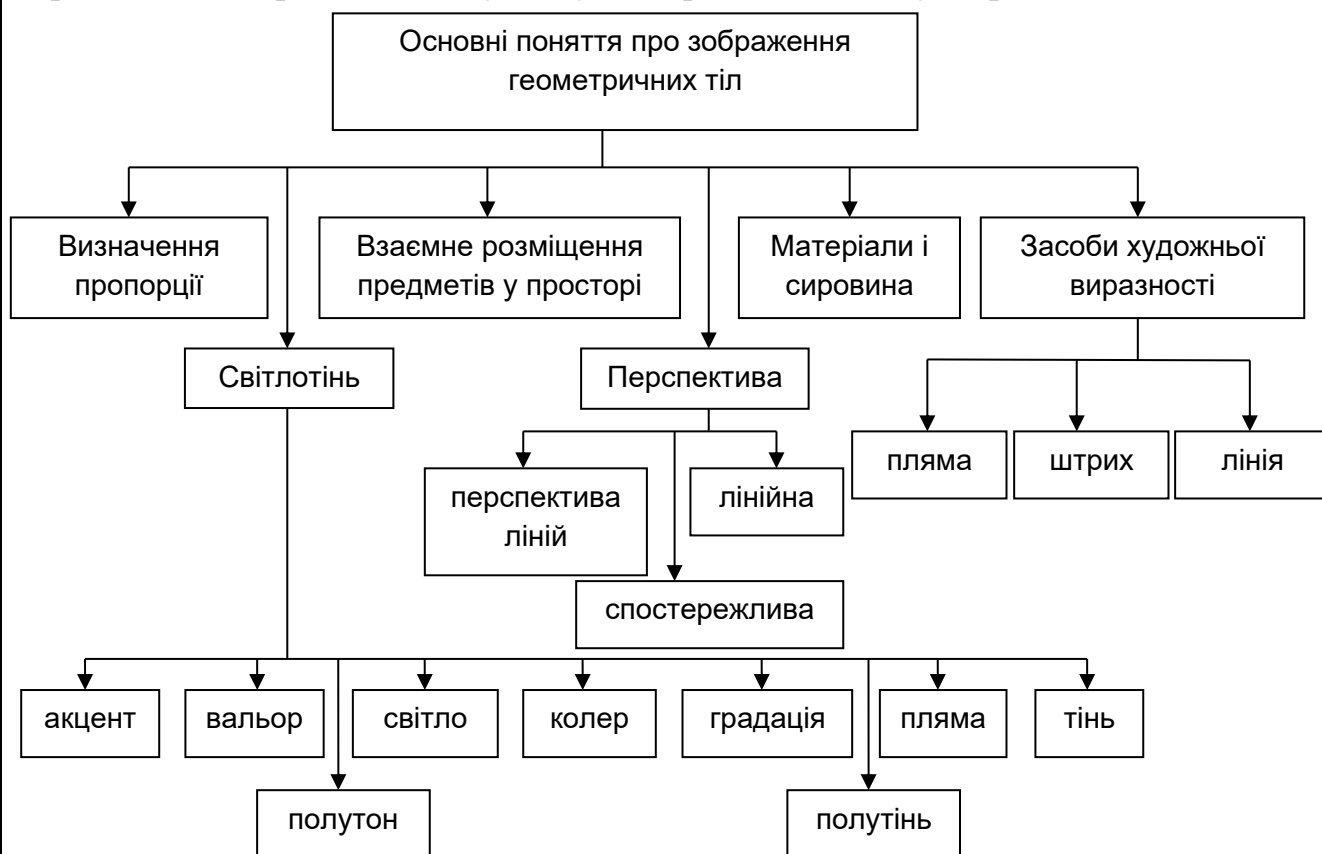 Основні поняття про зображення
геометричних тіл
Визначення
пропорції
Взаємне розміщення
предметів у просторі
Матеріали і
сировина
Засоби художньої
виразності
Світлотінь
Перспектива
пляма
штрих
лінія
перспектива
ліній
лінійна
спостережлива
акцент
вальор
світло
колер
градація
пляма
тінь
полутон
полутінь